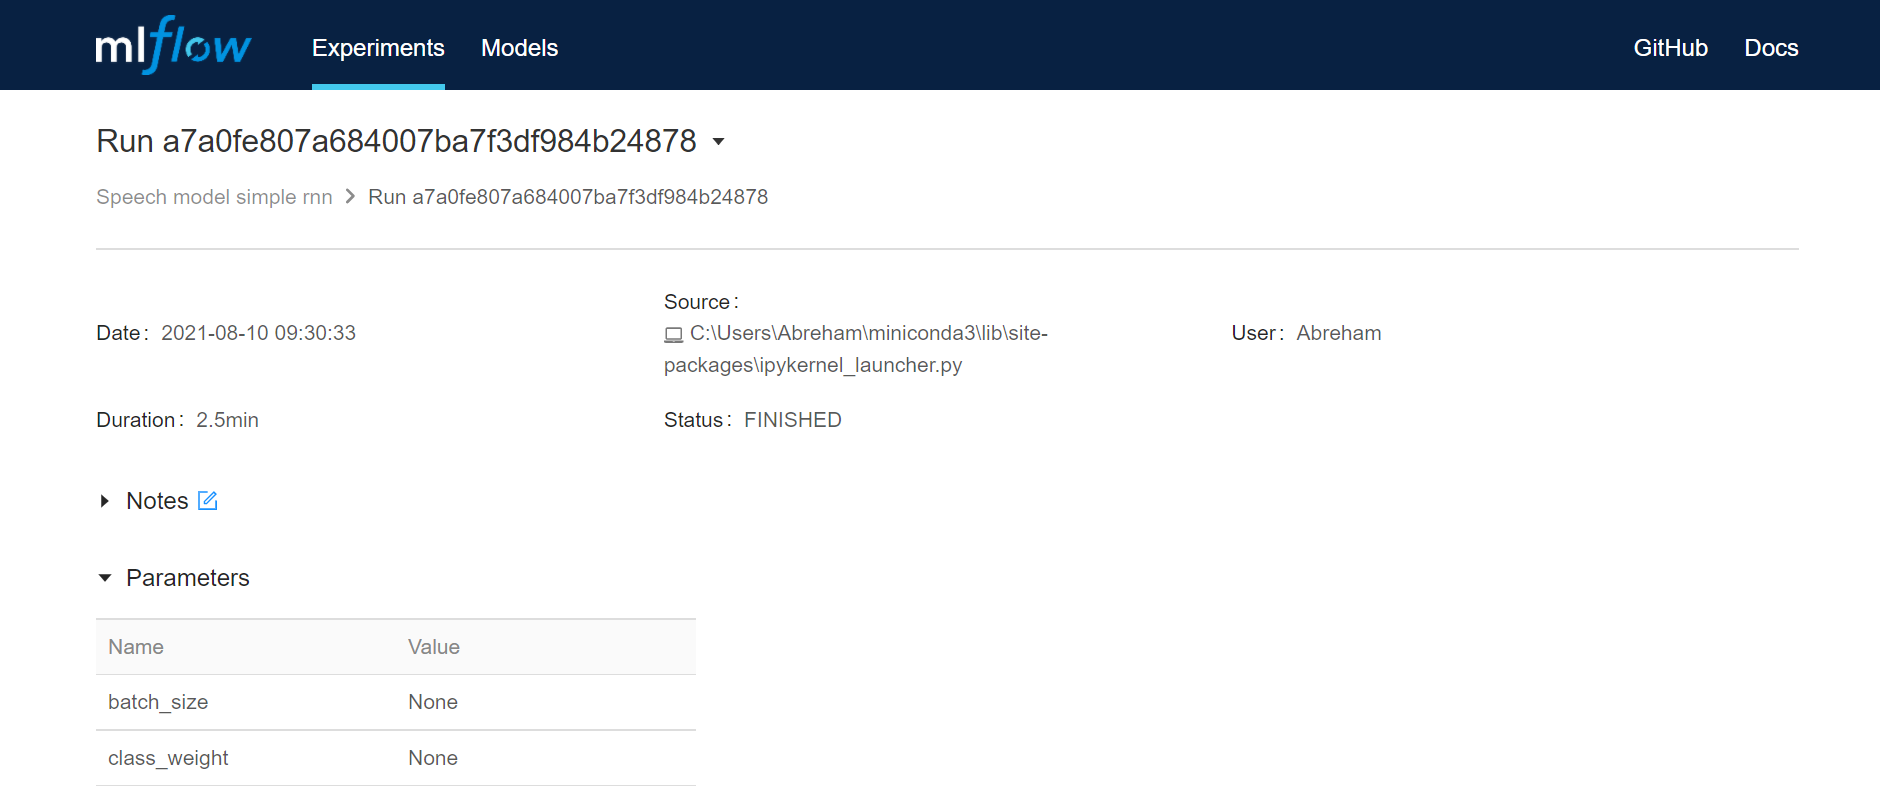 mlflow Experiments Models GitHub Docs
Run a7a0fe807a684007ba7f3df984b24878
Speech model simple rnn Run a7a0fe807a684007ba7f3df984b24878
Date: 2021-08-10 09:30:33
Source:
C:\Users\Abreham\miniconda3\lib\site-
packages\ipykernel_launcher.py
User: Abreham
Duration: 2.5min
Status: FINISHED
Notes
Parameters
Name Value
batch_size None
class_weight None